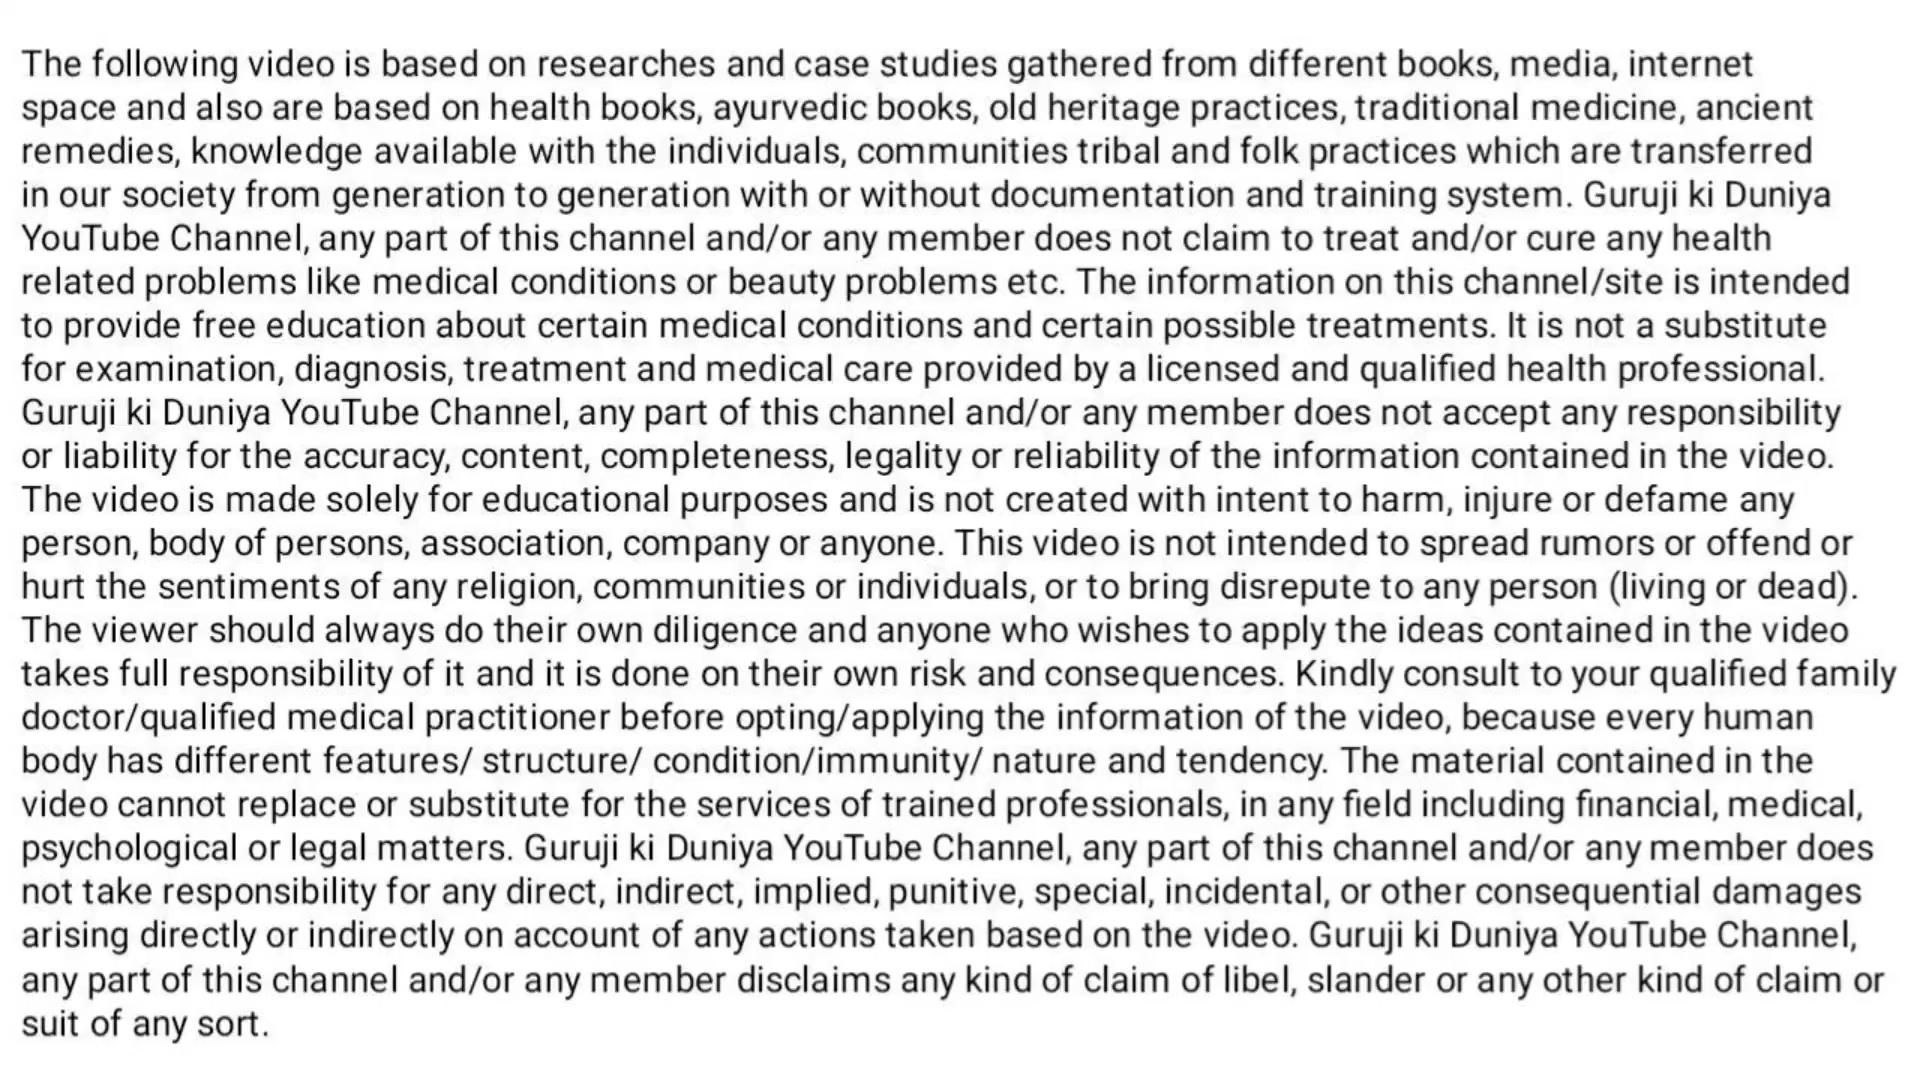 The following video is based on researches and case studies gathered from different books, media, internet
space and also are based on health books, ayurvedic books, old heritage practices, traditional medicine, ancient
remedies, knowledge available with the individuals, communities tribal and folk practices which are transferred
in our society from generation to generation with or without documentation and training system. Guruji ki Duniya
YouTube Channel, any part of this channel and/or any member does not claim to treat and/or cure any health
related problems like medical conditions or beauty problems etc. The information on this channel/site is intended
to provide free education about certain medical conditions and certain possible treatments. It is not a substitute
for examination, diagnosis, treatment and medical care provided by a licensed and qualified health professional.
Guruji ki Duniya YouTube Channel, any part of this channel and/or any member does not accept any responsibility
or liability for the accuracy, content, completeness, legality or reliability of the information contained in the video.
The video is made solely for educational purposes and is not created with intent to harm, injure or defame any
person, body of persons, association, company or anyone. This video is not intended to spread rumors or offend or
hurt the sentiments of any religion, communities or individuals, or to bring disrepute to any person (living or dead).
The viewer should always do their own diligence and anyone who wishes to apply the ideas contained in the video
takes full responsibility of it and it is done on their own risk and consequences. Kindly consult to your qualified family
doctor/qualified medical practitioner before opting/applying the information of the video, because every human
body has different features/ structure/ condition/immunity/ nature and tendency. The material contained in the
video cannot replace or substitute for the services of trained professionals, in any field including financial, medical,
psychological or legal matters. Guruji ki Duniya YouTube Channel, any part of this channel and/or any member does
not take responsibility for any direct, indirect, implied, punitive, special, incidental, or other consequential damages
arising directly or indirectly on account of any actions taken based on the video. Guruji ki Duniya YouTube Channel,
any part of this channel and/or any member disclaims any kind of claim of libel, slander or any other kind of claim or
suit of any sort.